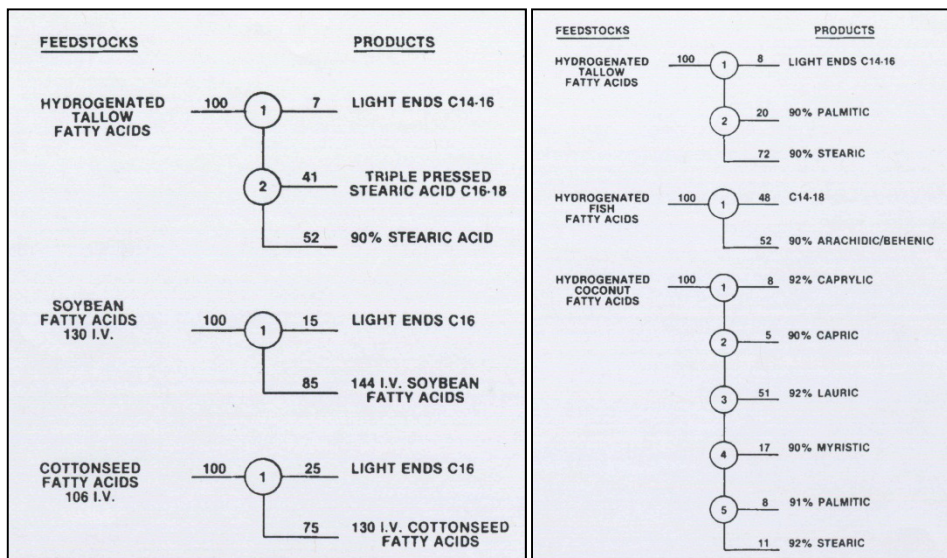 FEEDSTOCKS PRODUCTS
HYDROGENATED
TALLOW
FATTY ACIDS
100 1 7 LIGHT ENDS C14-16
2 41 TRIPLE PRESSED
STEARIC ACID C16-18
52 90% STEARIC ACID
SOYBEAN
FATTY ACIDS
130 I.V.
100 1 15 LIGHT ENDS C16
85 144 I.V. SOYBEAN
FATTY ACIDS
COTTONSEED
FATTY ACIDS
106 I.V.
100 1 25 LIGHT ENDS C16
75 130 I.V. COTTONSEED
FATTY ACIDS
FEEDSTOCKS PRODUCTS
HYDROGENATED
TALLOW
FATTY ACIDS
100 1 8 LIGHT ENDS C14-16
2 20 90% PALMITIC
72 90% STEARIC
HYDROGENATED
FISH
FATTY ACIDS
100 1 48 C14-18
52 90% ARACHIDIC/BEHENIC
HYDROGENATED
COCONUT
FATTY ACIDS
100 1 8 92% CAPRYLIC
2 5 90% CAPRIC
3 51 92% LAURIC
4 17 90% MYRISTIC
5 8 91% PALMITIC
11 92% STEARIC